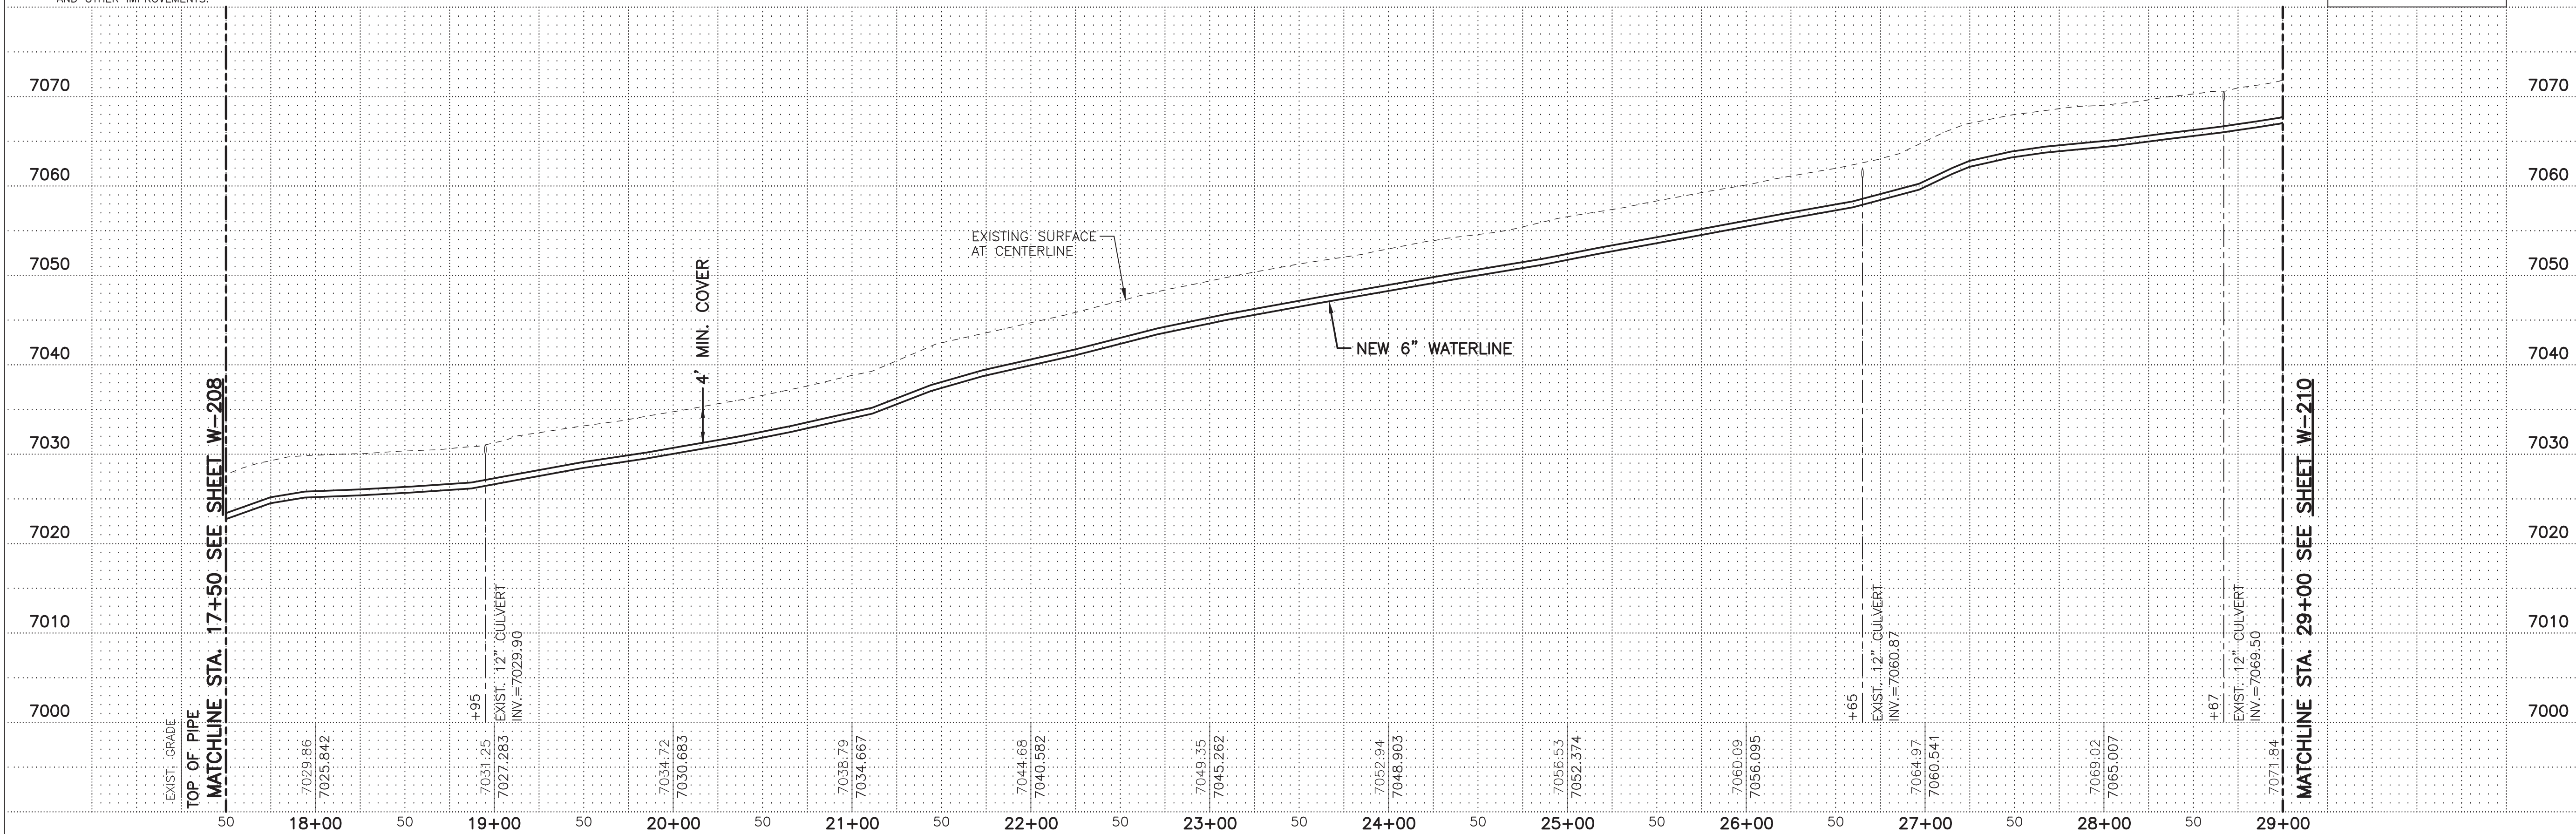 AND OTHER IMPROVEMENTS.
7070
7060
7050
7040
7030
7020
7010
7000
7070
7060
7050
7040
7030
7020
7010
7000
MATCHLINE STA. 17+50 SEE SHEET W-208
EXIST. GRADE
TOP OF PIPE
4' MIN. COVER
EXISTING SURFACE
AT CENTERLINE
NEW 6" WATERLINE
+95
EXIST. 12" CULVERT
INV.=7029.90
+65
EXIST. 12" CULVERT
INV.=7060.87
+67
EXIST. 12" CULVERT
INV.=7069.50
MATCHLINE STA. 29+00 SEE SHEET W-210
7029.86
7025.842
7031.25
7027.283
7034.72
7030.683
7038.79
7034.667
7044.68
7040.582
7049.35
7045.262
7052.94
7048.903
7056.53
7052.374
7060.09
7056.095
7064.97
7060.541
7069.02
7065.007
7071.84
50 18+00 50 19+00 50 20+00 50 21+00 50 22+00 50 23+00 50 24+00 50 25+00 50 26+00 50 27+00 50 28+00 50 29+00